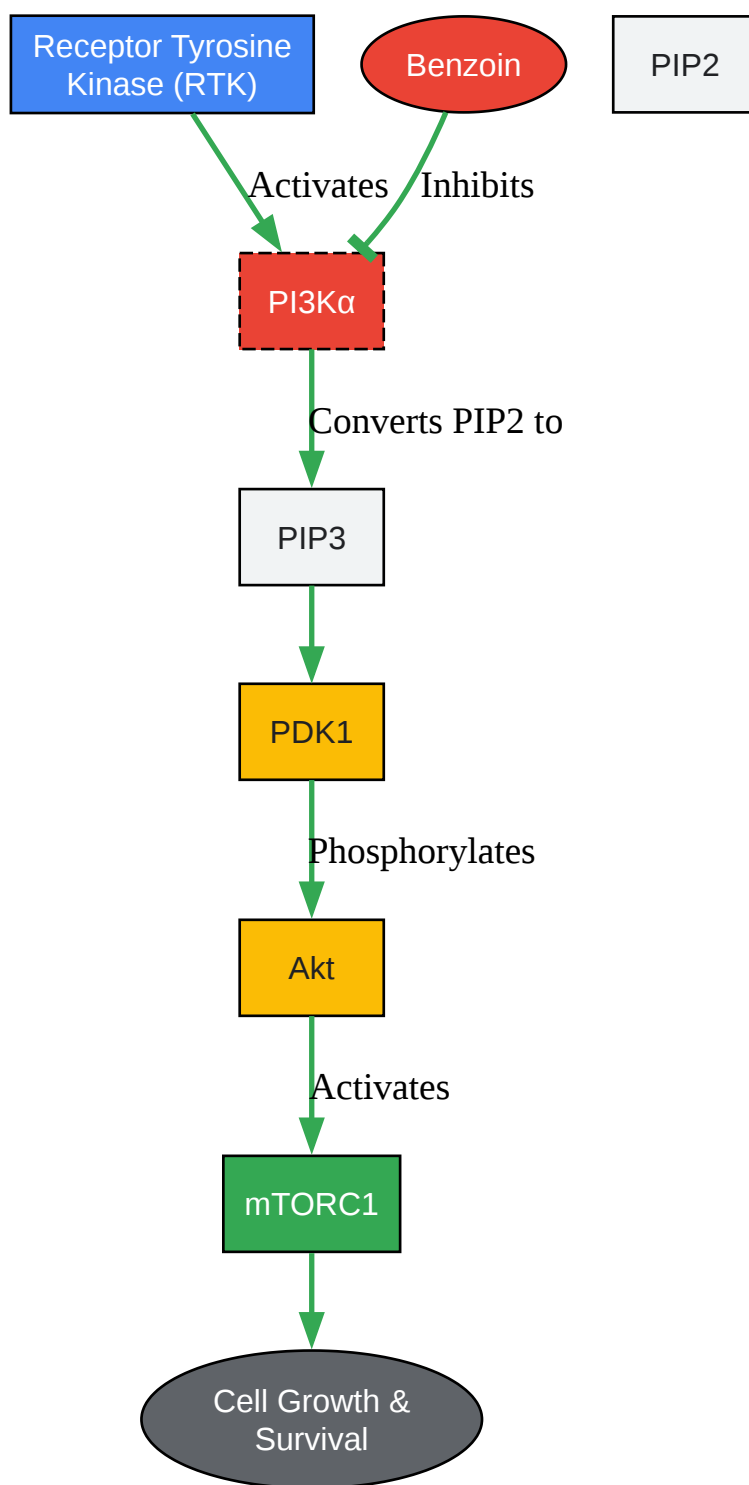 Receptor Tyrosine
Kinase (RTK)
Benzoin
PIP2
Activates
Inhibits
PI3Kα
Converts PIP2 to
PIP3
PDK1
Phosphorylates
Akt
Activates
mTORC1
Cell Growth &
Survival